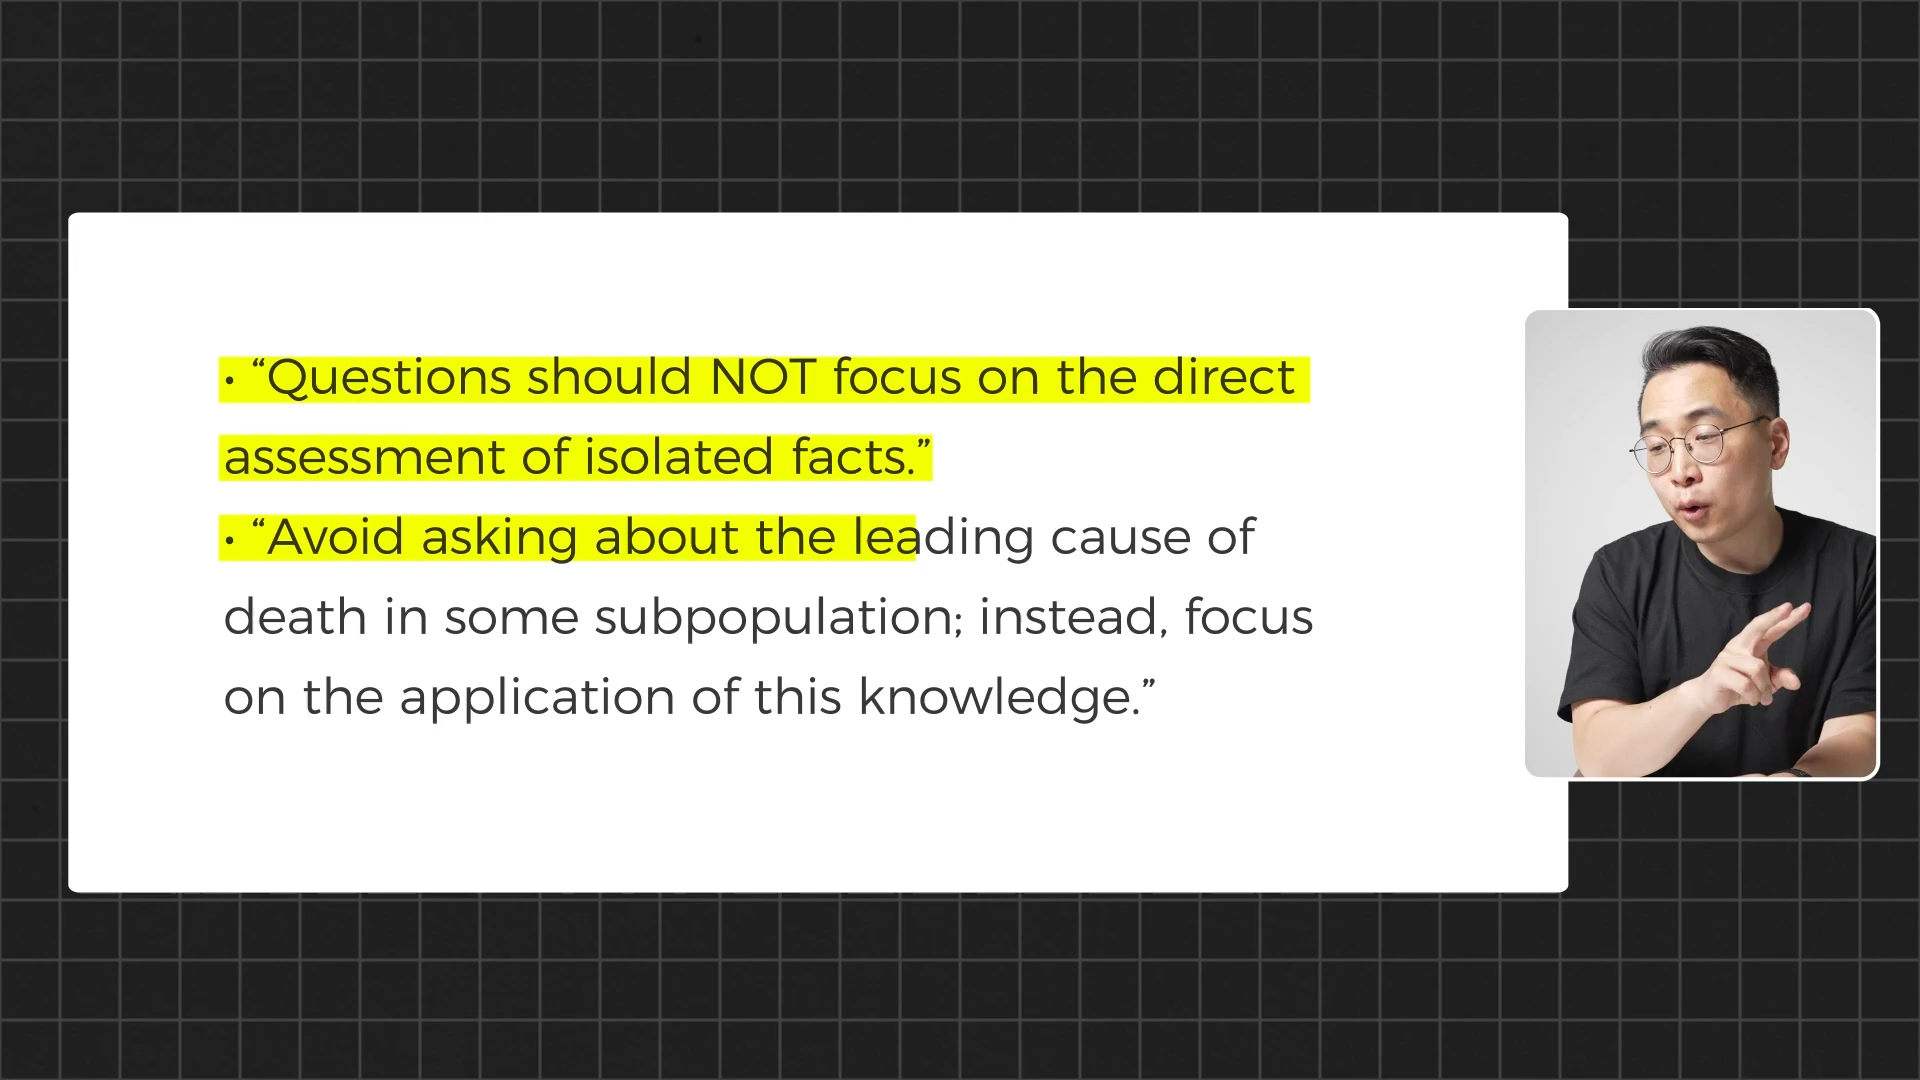 • “Questions should NOT focus on the direct
assessment of isolated facts.”
• “Avoid asking about the leading cause of
death in some subpopulation; instead, focus
on the application of this knowledge.”